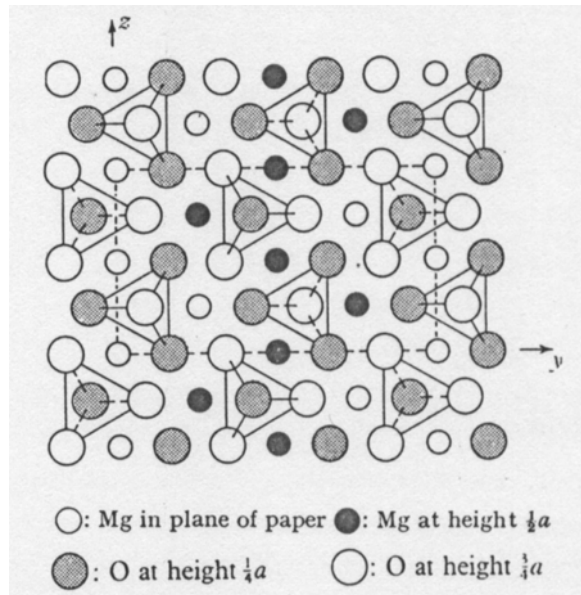 z
y
: Mg in plane of paper : Mg at height ½a
: O at height ¼a : O at height ¾a